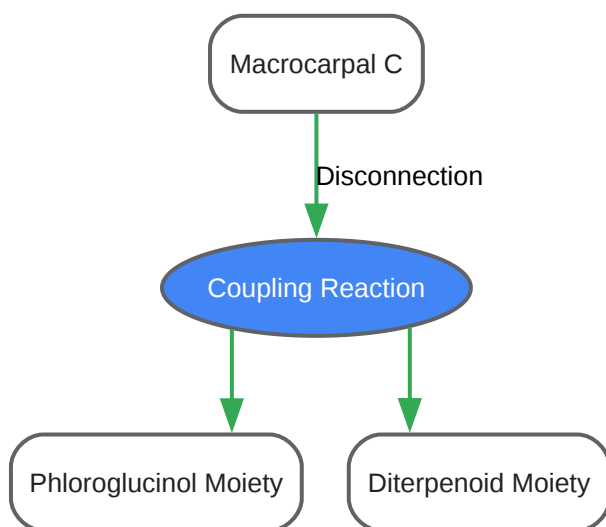 Macrocarpal C
Disconnection
Coupling Reaction
Phloroglucinol Moiety
Diterpenoid Moiety